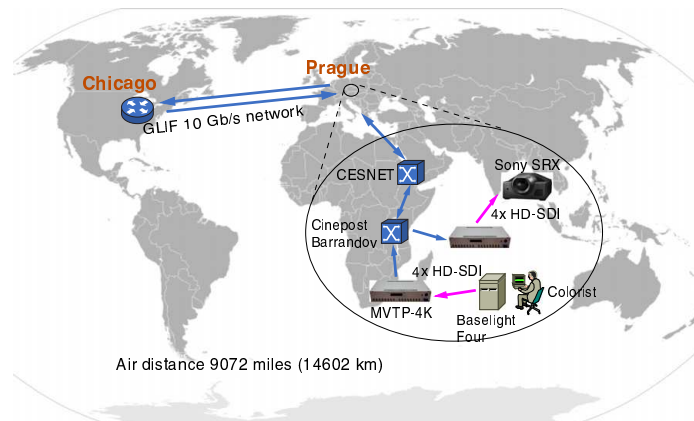 Prague
Chicago
GLIF 10 Gb/s network
CESNET
Sony SRX
4x HD-SDI
Cinepost
Barrandov
4x HD-SDI
MVTP-4K
Colorist
Baselight
Four
Air distance 9072 miles (14602 km)